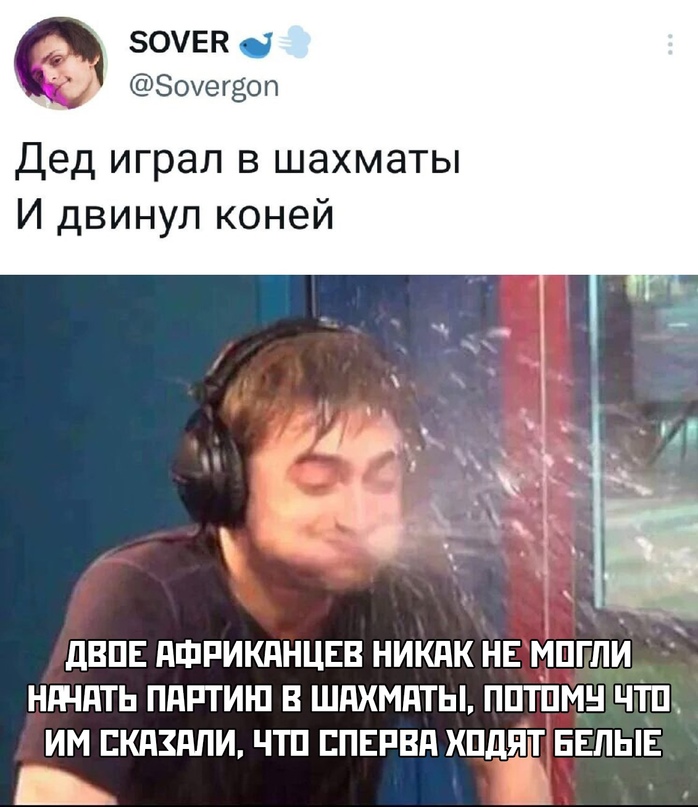 SOVER 🐳💨
@Sovergon
Дед играл в шахматы
И двинул коней
ДВОЕ АФРИКАНЦЕВ НИКАК НЕ МОГЛИ
НАЧАТЬ ПАРТИЮ В ШАХМАТЫ, ПОТОМУ ЧТО
ИМ СКАЗАЛИ, ЧТО СПЕРВА ХОДЯТ БЕЛЫЕ